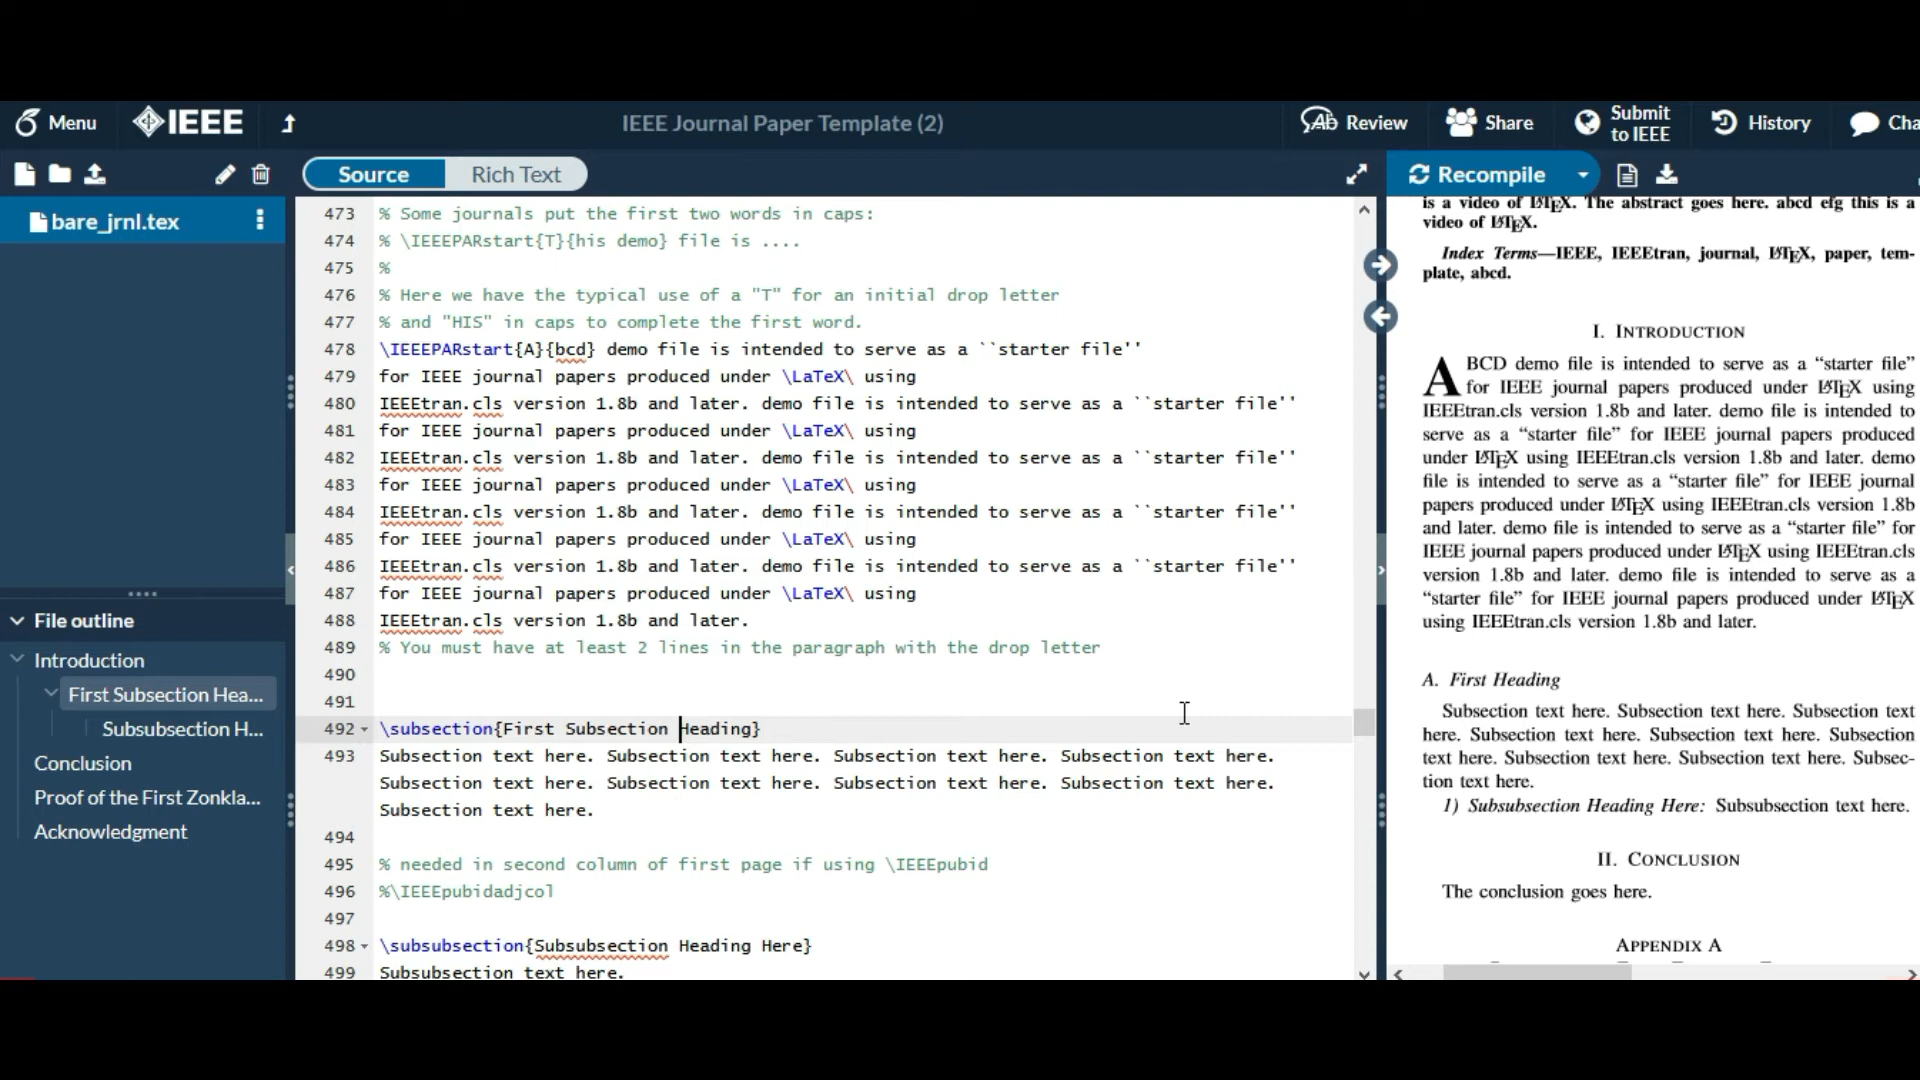 Menu
IEEE
IEEE Journal Paper Template (2)
Review
Share
Submit
to IEEE
History
Cha
Source
Rich Text
Recompile
bare_jrnl.tex
File outline
Introduction
First Subsection Hea...
Subsubsection H...
Conclusion
Proof of the First Zonkla...
Acknowledgment
473 % Some journals put the first two words in caps:
474 % \IEEEPARstart{T}{his demo} file is ....
475 %
476 % Here we have the typical use of a "T" for an initial drop letter
477 % and "HIS" in caps to complete the first word.
478 \IEEEPARstart{A}{bcd} demo file is intended to serve as a ``starter file''
479 for IEEE journal papers produced under \LaTeX\ using
480 IEEEtran.cls version 1.8b and later. demo file is intended to serve as a ``starter file''
481 for IEEE journal papers produced under \LaTeX\ using
482 IEEEtran.cls version 1.8b and later. demo file is intended to serve as a ``starter file''
483 for IEEE journal papers produced under \LaTeX\ using
484 IEEEtran.cls version 1.8b and later. demo file is intended to serve as a ``starter file''
485 for IEEE journal papers produced under \LaTeX\ using
486 IEEEtran.cls version 1.8b and later. demo file is intended to serve as a ``starter file''
487 for IEEE journal papers produced under \LaTeX\ using
488 IEEEtran.cls version 1.8b and later.
489 % You must have at least 2 lines in the paragraph with the drop letter
490
491
492 \subsection{First Subsection Heading}
493 Subsection text here. Subsection text here. Subsection text here. Subsection text here.
Subsection text here. Subsection text here. Subsection text here. Subsection text here.
Subsection text here.
494
495 % needed in second column of first page if using \IEEEpubid
496 %\IEEEpubidadjcol
497
498 \subsubsection{Subsubsection Heading Here}
499 Subsubsection text here.
is a video of LATEX. The abstract goes here. abcd efg this is a
video of LATEX.
Index Terms—IEEE, IEEEtran, journal, LATEX, paper, tem-
plate, abcd.
I. INTRODUCTION
ABCD demo file is intended to serve as a “starter file”
for IEEE journal papers produced under LATEX using
IEEEtran.cls version 1.8b and later. demo file is intended to
serve as a “starter file” for IEEE journal papers produced
under LATEX using IEEEtran.cls version 1.8b and later. demo
file is intended to serve as a “starter file” for IEEE journal
papers produced under LATEX using IEEEtran.cls version 1.8b
and later. demo file is intended to serve as a “starter file” for
IEEE journal papers produced under LATEX using IEEEtran.cls
version 1.8b and later. demo file is intended to serve as a
“starter file” for IEEE journal papers produced under LATEX
using IEEEtran.cls version 1.8b and later.
A. First Heading
Subsection text here. Subsection text here. Subsection text
here. Subsection text here. Subsection text here. Subsection
text here. Subsection text here. Subsection text here. Subsec-
tion text here.
1) Subsubsection Heading Here: Subsubsection text here.
II. CONCLUSION
The conclusion goes here.
APPENDIX A